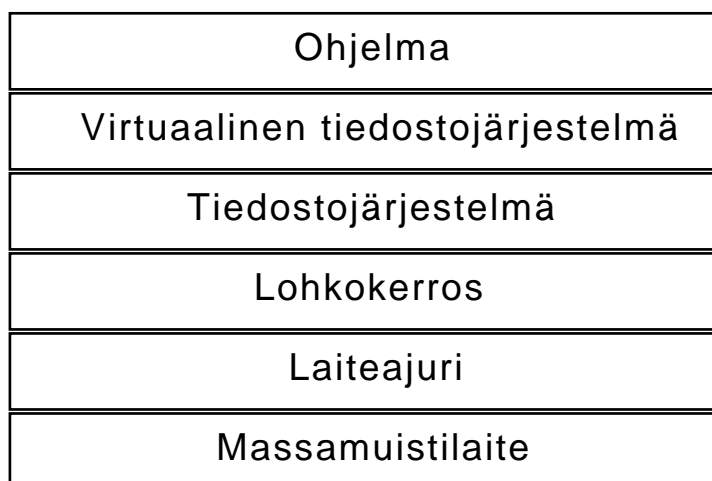 Ohjelma
Virtuaalinen tiedostojärjestelmä
Tiedostojärjestelmä
Lohkokerros
Laiteajuri
Massamuistilaite